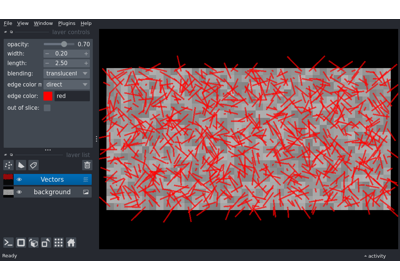 File View Window Plugins Help
layer controls
opacity: 0.70
width: 0.20
length: 2.50
blending: translucent
edge color m direct
edge color: red
out of slice:
layer list
Vectors
background
Ready
activity